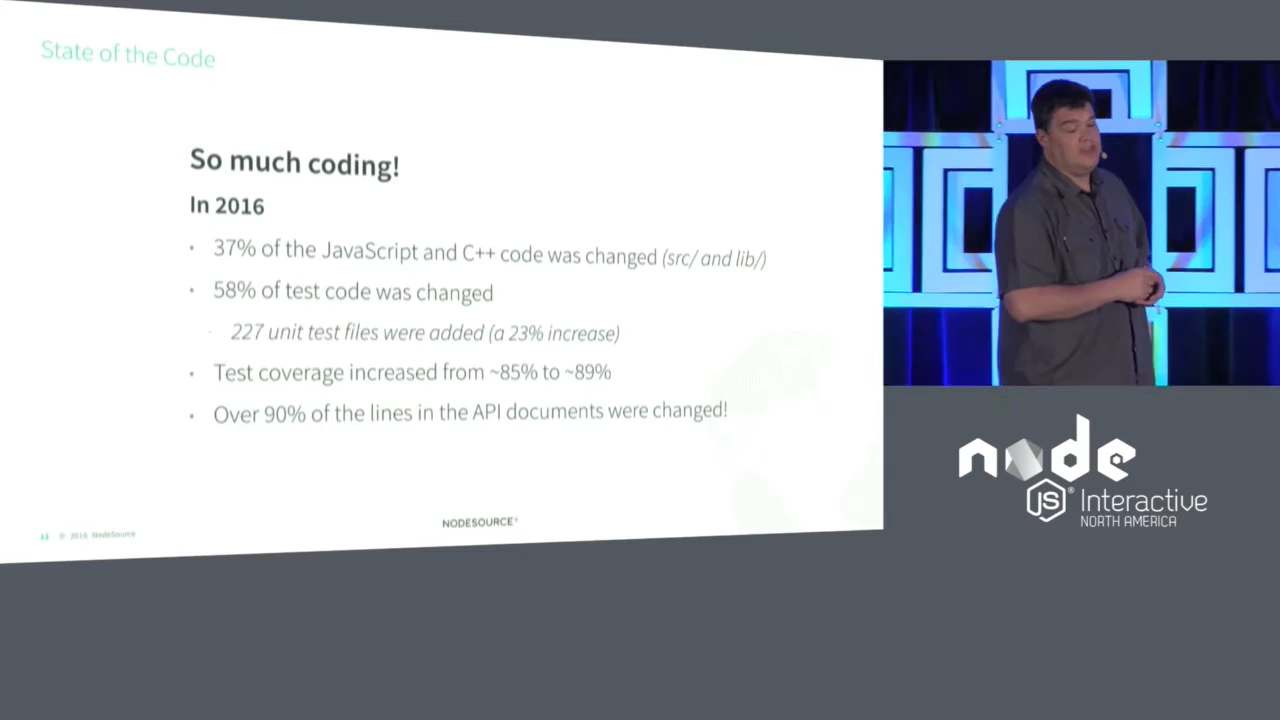 State of the Code
So much coding!
In 2016
• 37% of the JavaScript and C++ code was changed (src/ and lib/)
• 58% of test code was changed
- 227 unit test files were added (a 23% increase)
• Test coverage increased from ~85% to ~89%
• Over 90% of the lines in the API documents were changed!
NODESOURCE®
© 2016 NodeSource
node
JS® Interactive
NORTH AMERICA